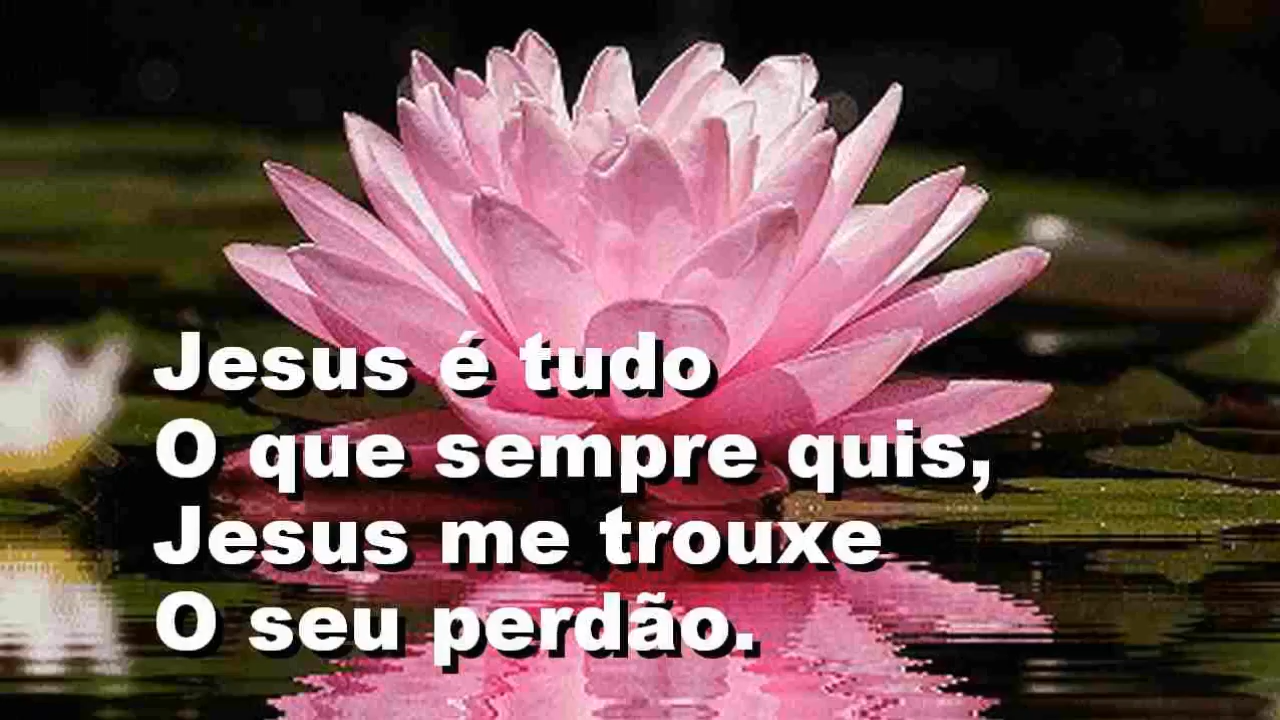 Jesus é tudo
O que sempre quis,
Jesus me trouxe
O seu perdão.